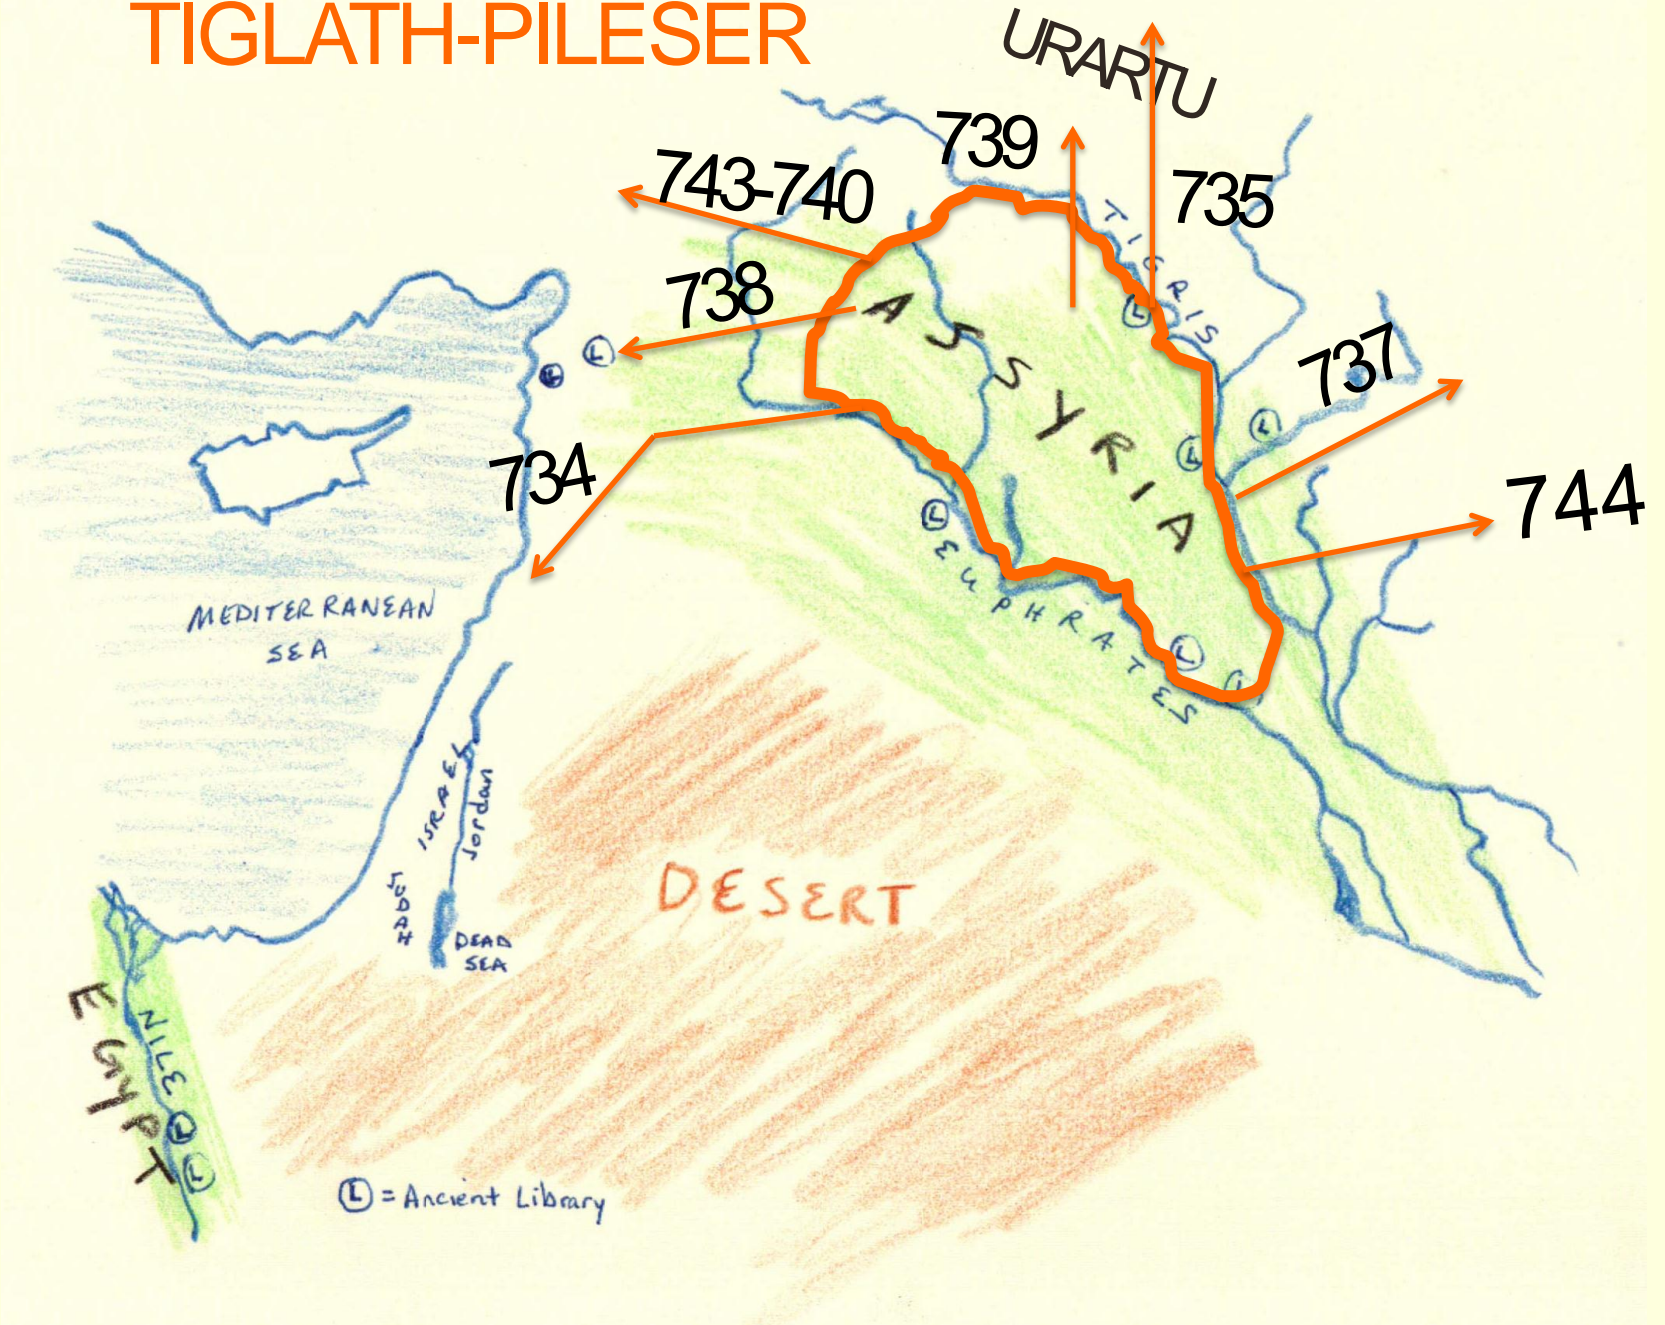 TIGLATH-PILESER
URARTU
739
743-740
735
TIGRIS
738
737
L
L
L
ASSYRIA
L
L
734
744
L
EUPHRATES
MEDITERRANEAN
SEA
L
L
ISRAEL
Jordan
JUDAH
DESERT
DEAD
SEA
EGYPT
NILE
L
L
L = Ancient Library